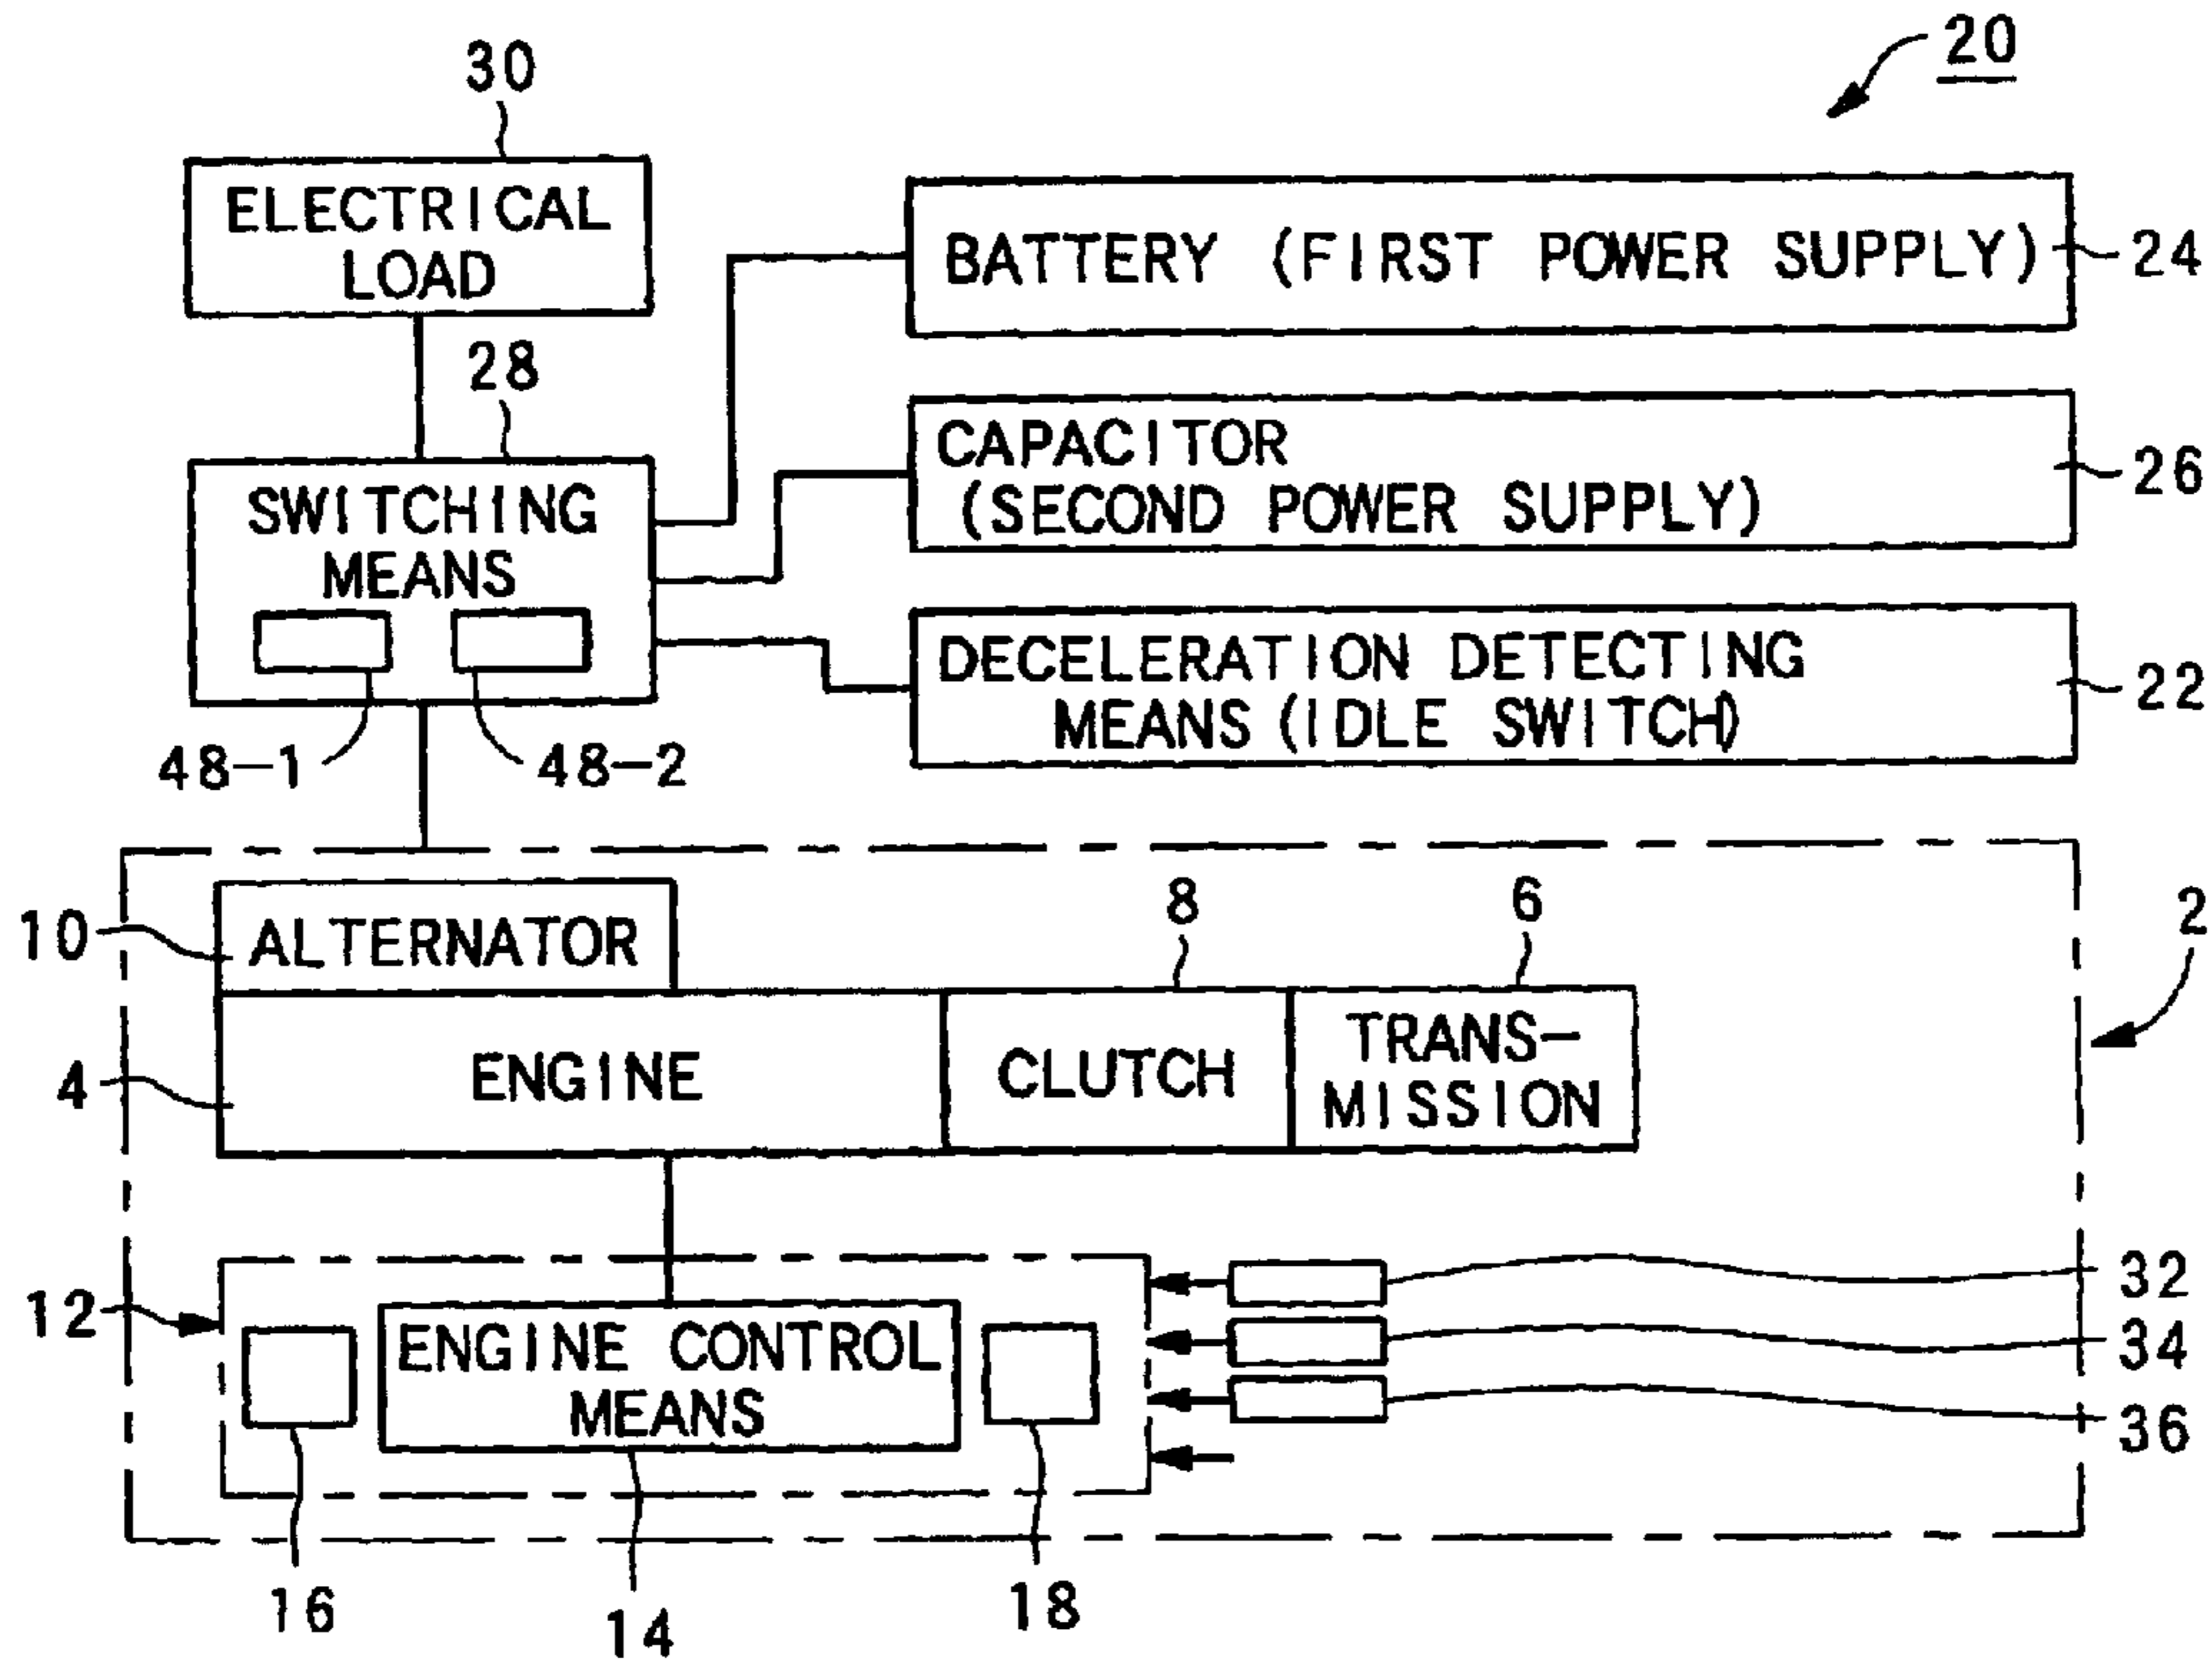 20
30
ELECTRICAL
LOAD
BATTERY (FIRST POWER SUPPLY)
24
28
CAPACITOR
(SECOND POWER SUPPLY)
26
SWITCHING
MEANS
DECELERATION DETECTING
MEANS (IDLE SWITCH)
22
48-1
48-2
10
ALTERNATOR
8
6
2
4
ENGINE
CLUTCH
TRANS-
MISSION
12
ENGINE CONTROL
MEANS
32
34
36
16
14
18